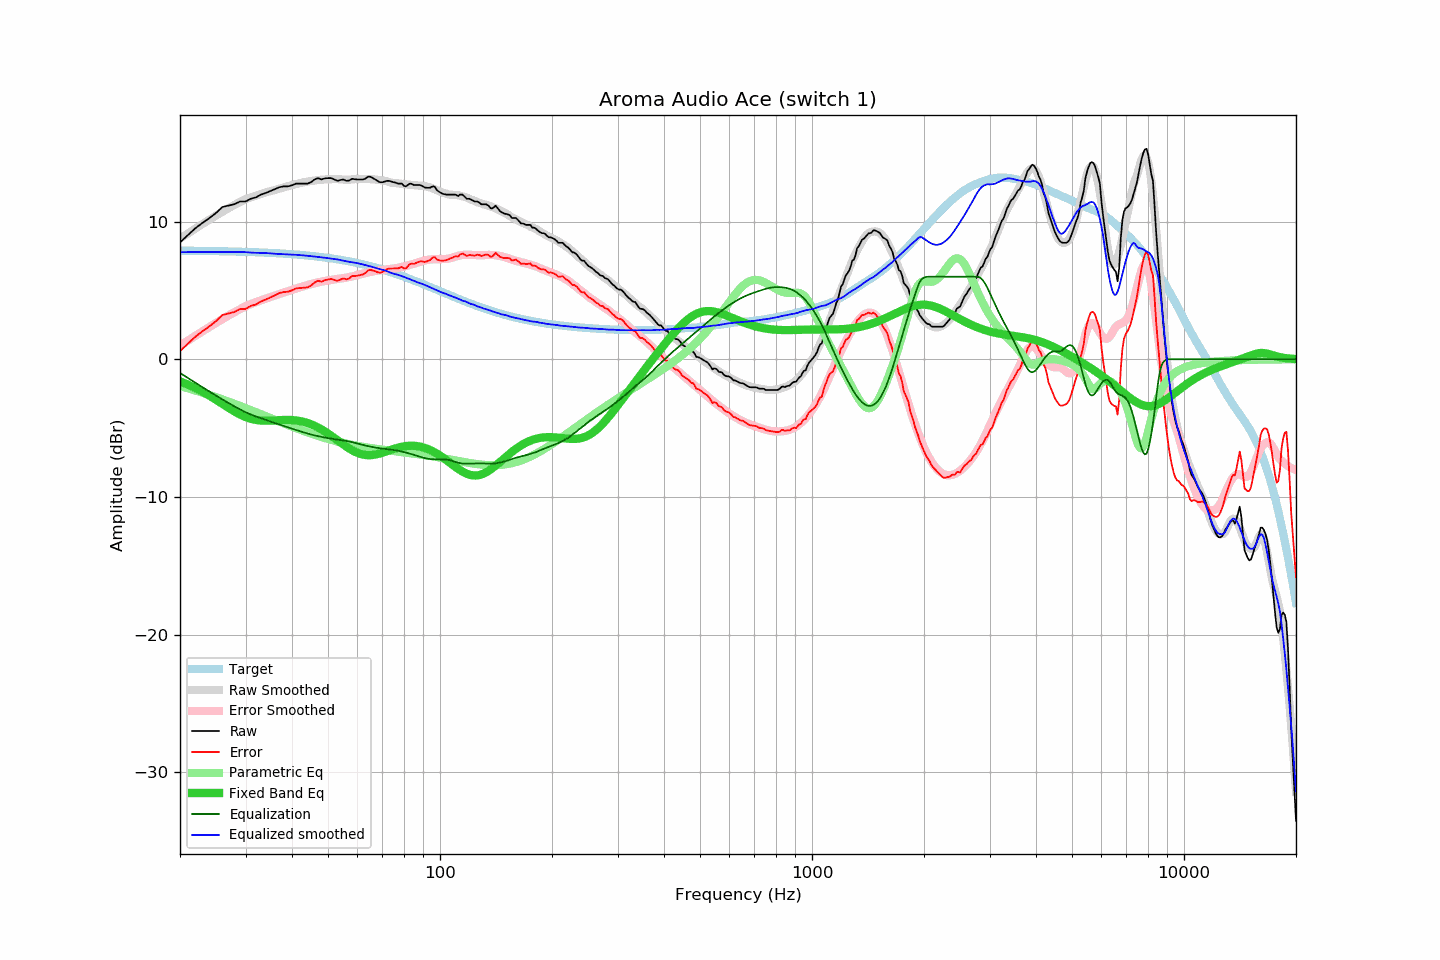 Aroma Audio Ace (switch 1)
10
0
−10
−20
−30
Amplitude (dBr)
Target
Raw Smoothed
Error Smoothed
Raw
Error
Parametric Eq
Fixed Band Eq
Equalization
Equalized smoothed
100
1000
10000
Frequency (Hz)